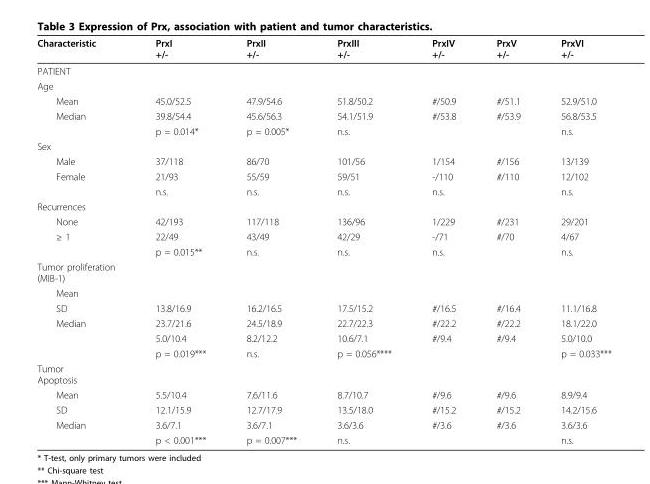 Table 3 Expression of Prx, association with patient and tumor characteristics.
Characteristic PrxI PrxII PrxIII PrxIV PrxV PrxVI
+/- +/- +/- +/- +/- +/-
PATIENT
Age
Mean 45.0/52.5 47.9/54.6 51.8/50.2 #/50.9 #/51.1 52.9/51.0
Median 39.8/54.4 45.6/56.3 54.1/51.9 #/53.8 #/53.9 56.8/53.5
p = 0.014* p = 0.005* n.s. n.s.
Sex
Male 37/118 86/70 101/56 1/154 #/156 13/139
Female 21/93 55/59 59/51 -/110 #/110 12/102
n.s. n.s. n.s. n.s. n.s.
Recurrences
None 42/193 117/118 136/96 1/229 #/231 29/201
≥ 1 22/49 43/49 42/29 -/71 #/70 4/67
p = 0.015** n.s. n.s. n.s. n.s.
Tumor proliferation
(MIB-1)
Mean
SD 13.8/16.9 16.2/16.5 17.5/15.2 #/16.5 #/16.4 11.1/16.8
Median 23.7/21.6 24.5/18.9 22.7/22.3 #/22.2 #/22.2 18.1/22.0
5.0/10.4 8.2/12.2 10.6/7.1 #/9.4 #/9.4 5.0/10.0
p = 0.019*** n.s. p = 0.056**** p = 0.033***
Tumor
Apoptosis
Mean 5.5/10.4 7.6/11.6 8.7/10.7 #/9.6 #/9.6 8.9/9.4
SD 12.1/15.9 12.7/17.9 13.5/18.0 #/15.2 #/15.2 14.2/15.6
Median 3.6/7.1 3.6/7.1 3.6/3.6 #/3.6 #/3.6 3.6/3.6
p < 0.001*** p = 0.007*** n.s. n.s.
* T-test, only primary tumors were included
** Chi-square test
*** Mann-Whitney test